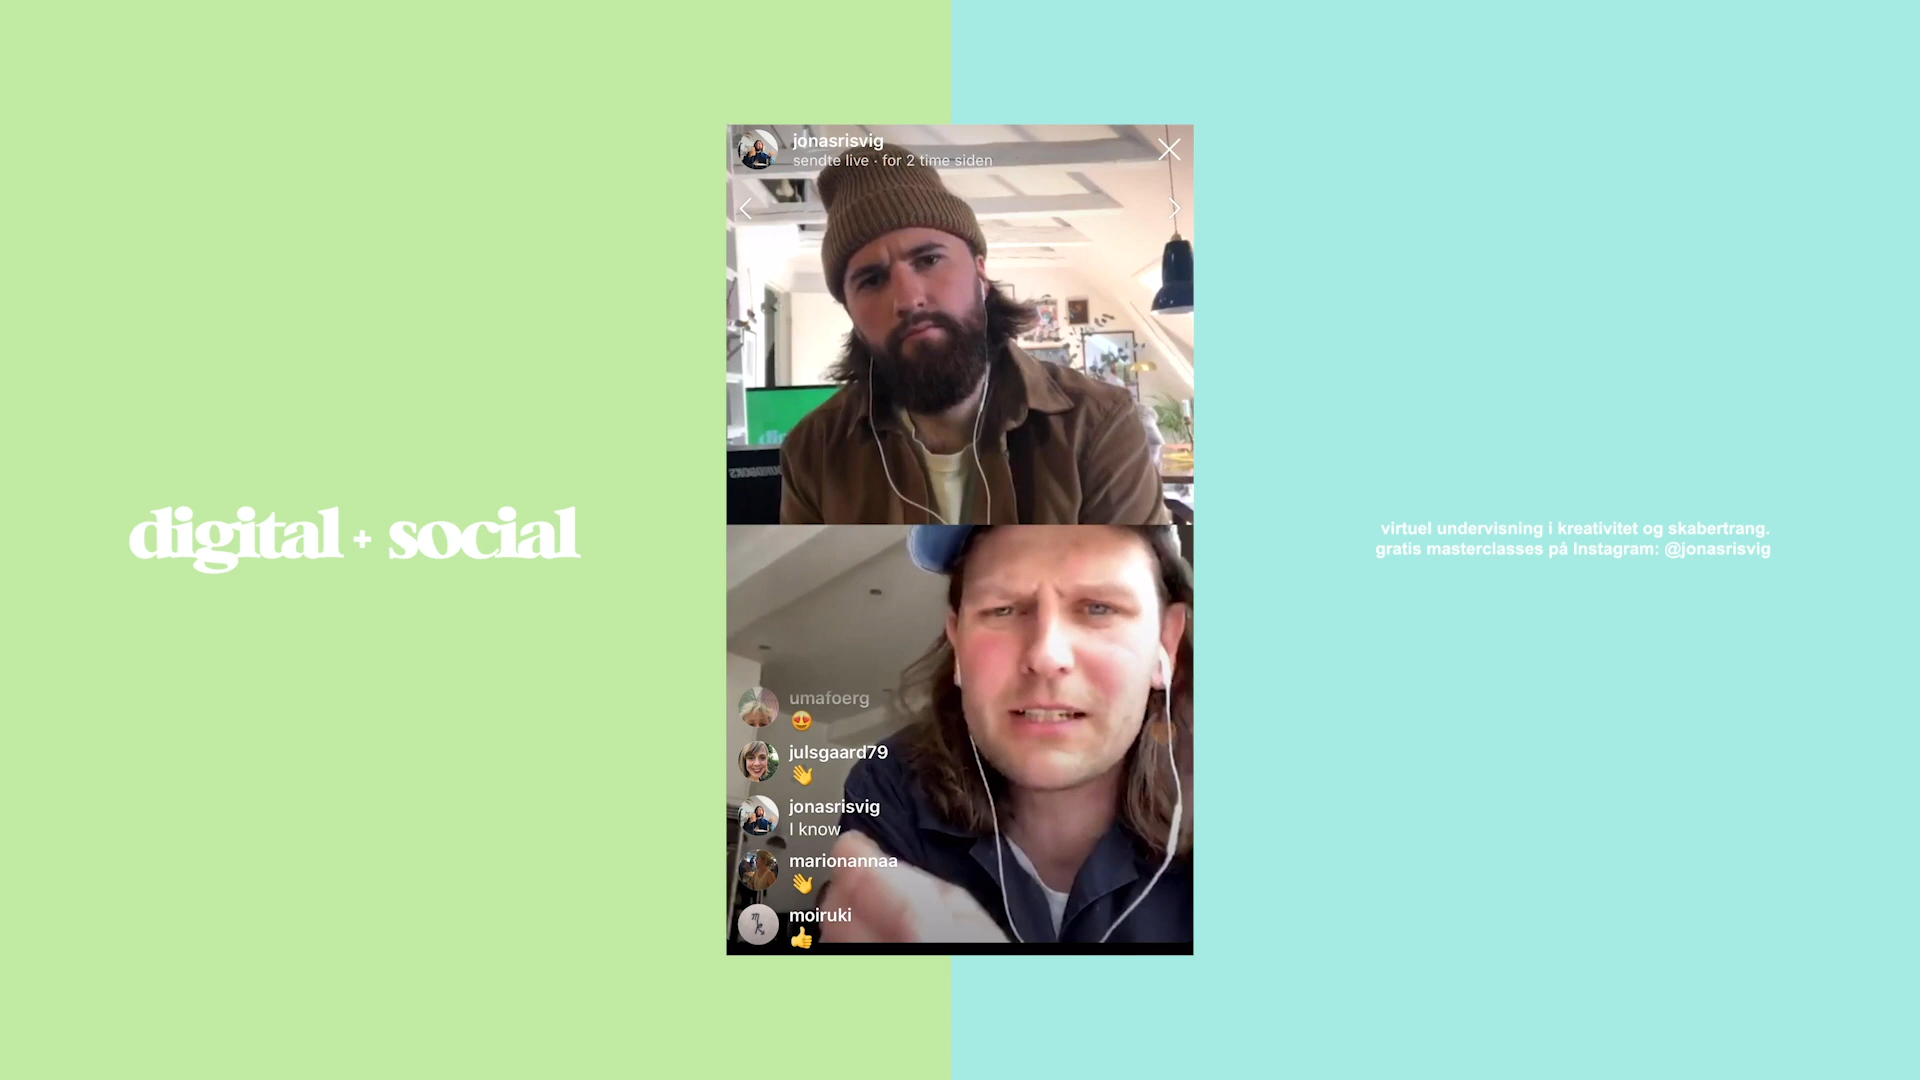 jonasrisvig
sendte live · for 2 time siden
digital + social
virtuel undervisning i kreativitet og skabertrang.
gratis masterclasses på Instagram: @jonasrisvig
umafoerg
😍
julsgaard79
👋
jonasrisvig
I know
marionannaa
👋
moiruki
👍